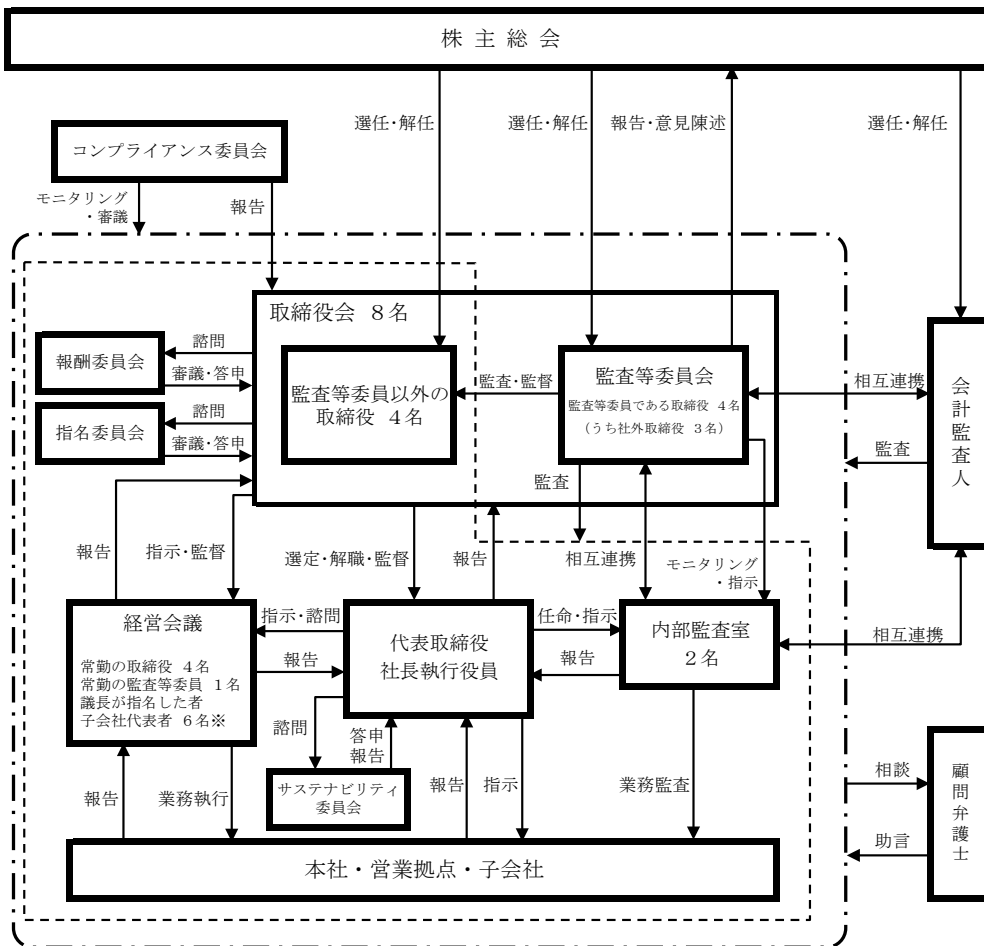 株主総会
選任・解任
選任・解任
報告・意見陳述
選任・解任
コンプライアンス委員会
モニタリング
・審議
報告
取締役会 8名
報酬委員会
諮問
審議・答申
指名委員会
諮問
審議・答申
監査等委員以外の
取締役 4名
監査・監督
監査等委員会
監査等委員である取締役 4名
(うち社外取締役 3名)
相互連携
会計監査人
監査
監査
報告
指示・監督
選定・解職・監督
報告
相互連携
モニタリング
・指示
経営会議
常勤の取締役 4名
常勤の監査等委員 1名
議長が指名した者
子会社代表者 6名※
指示・諮問
報告
代表取締役
社長執行役員
任命・指示
報告
内部監査室
2名
相互連携
諮問
答申
報告
サステナビリティ
委員会
報告
業務執行
報告
指示
業務監査
相談
助言
顧問弁護士
本社・営業拠点・子会社